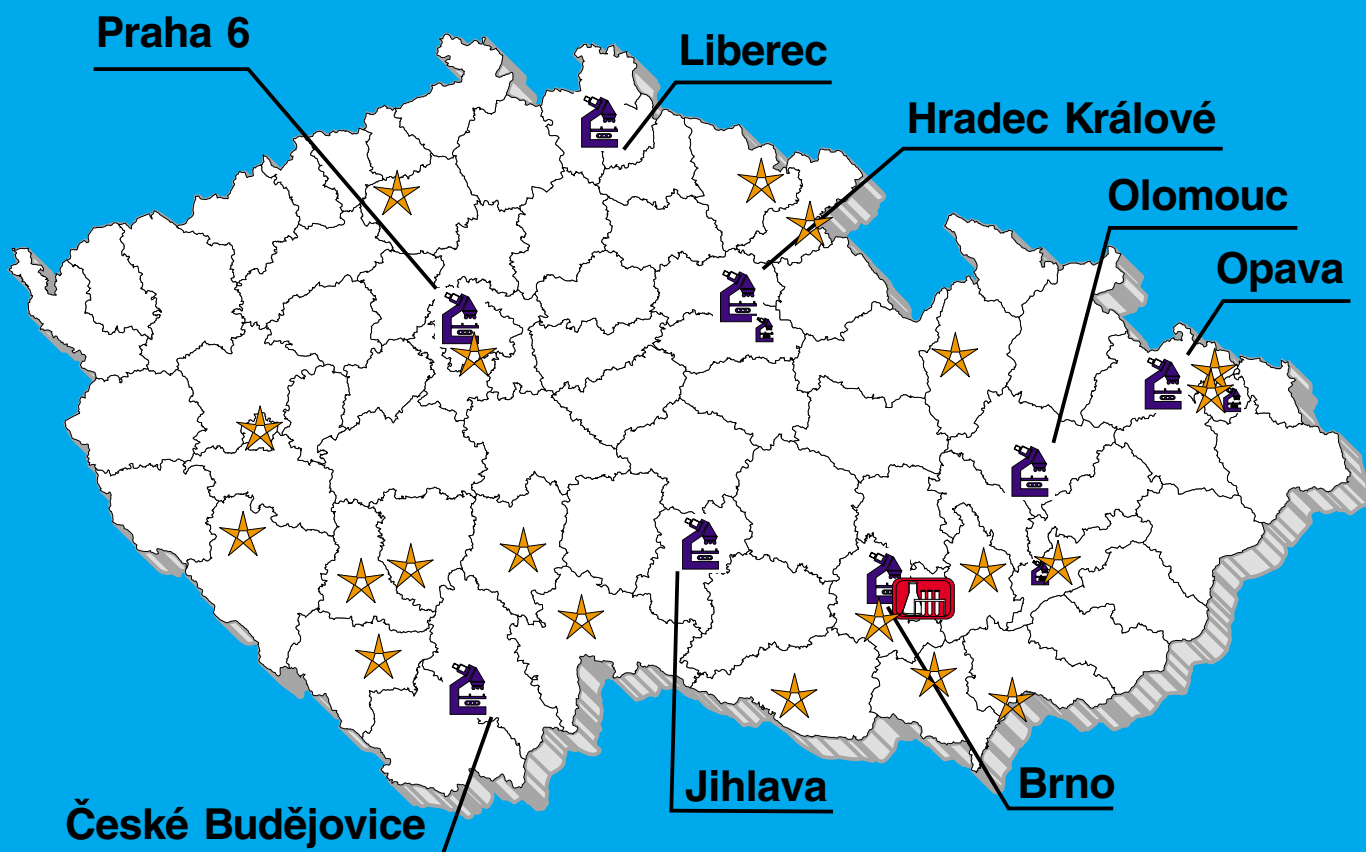 Praha 6
Liberec
Hradec Králové
Olomouc
Opava
Jihlava
Brno
České Budějovice